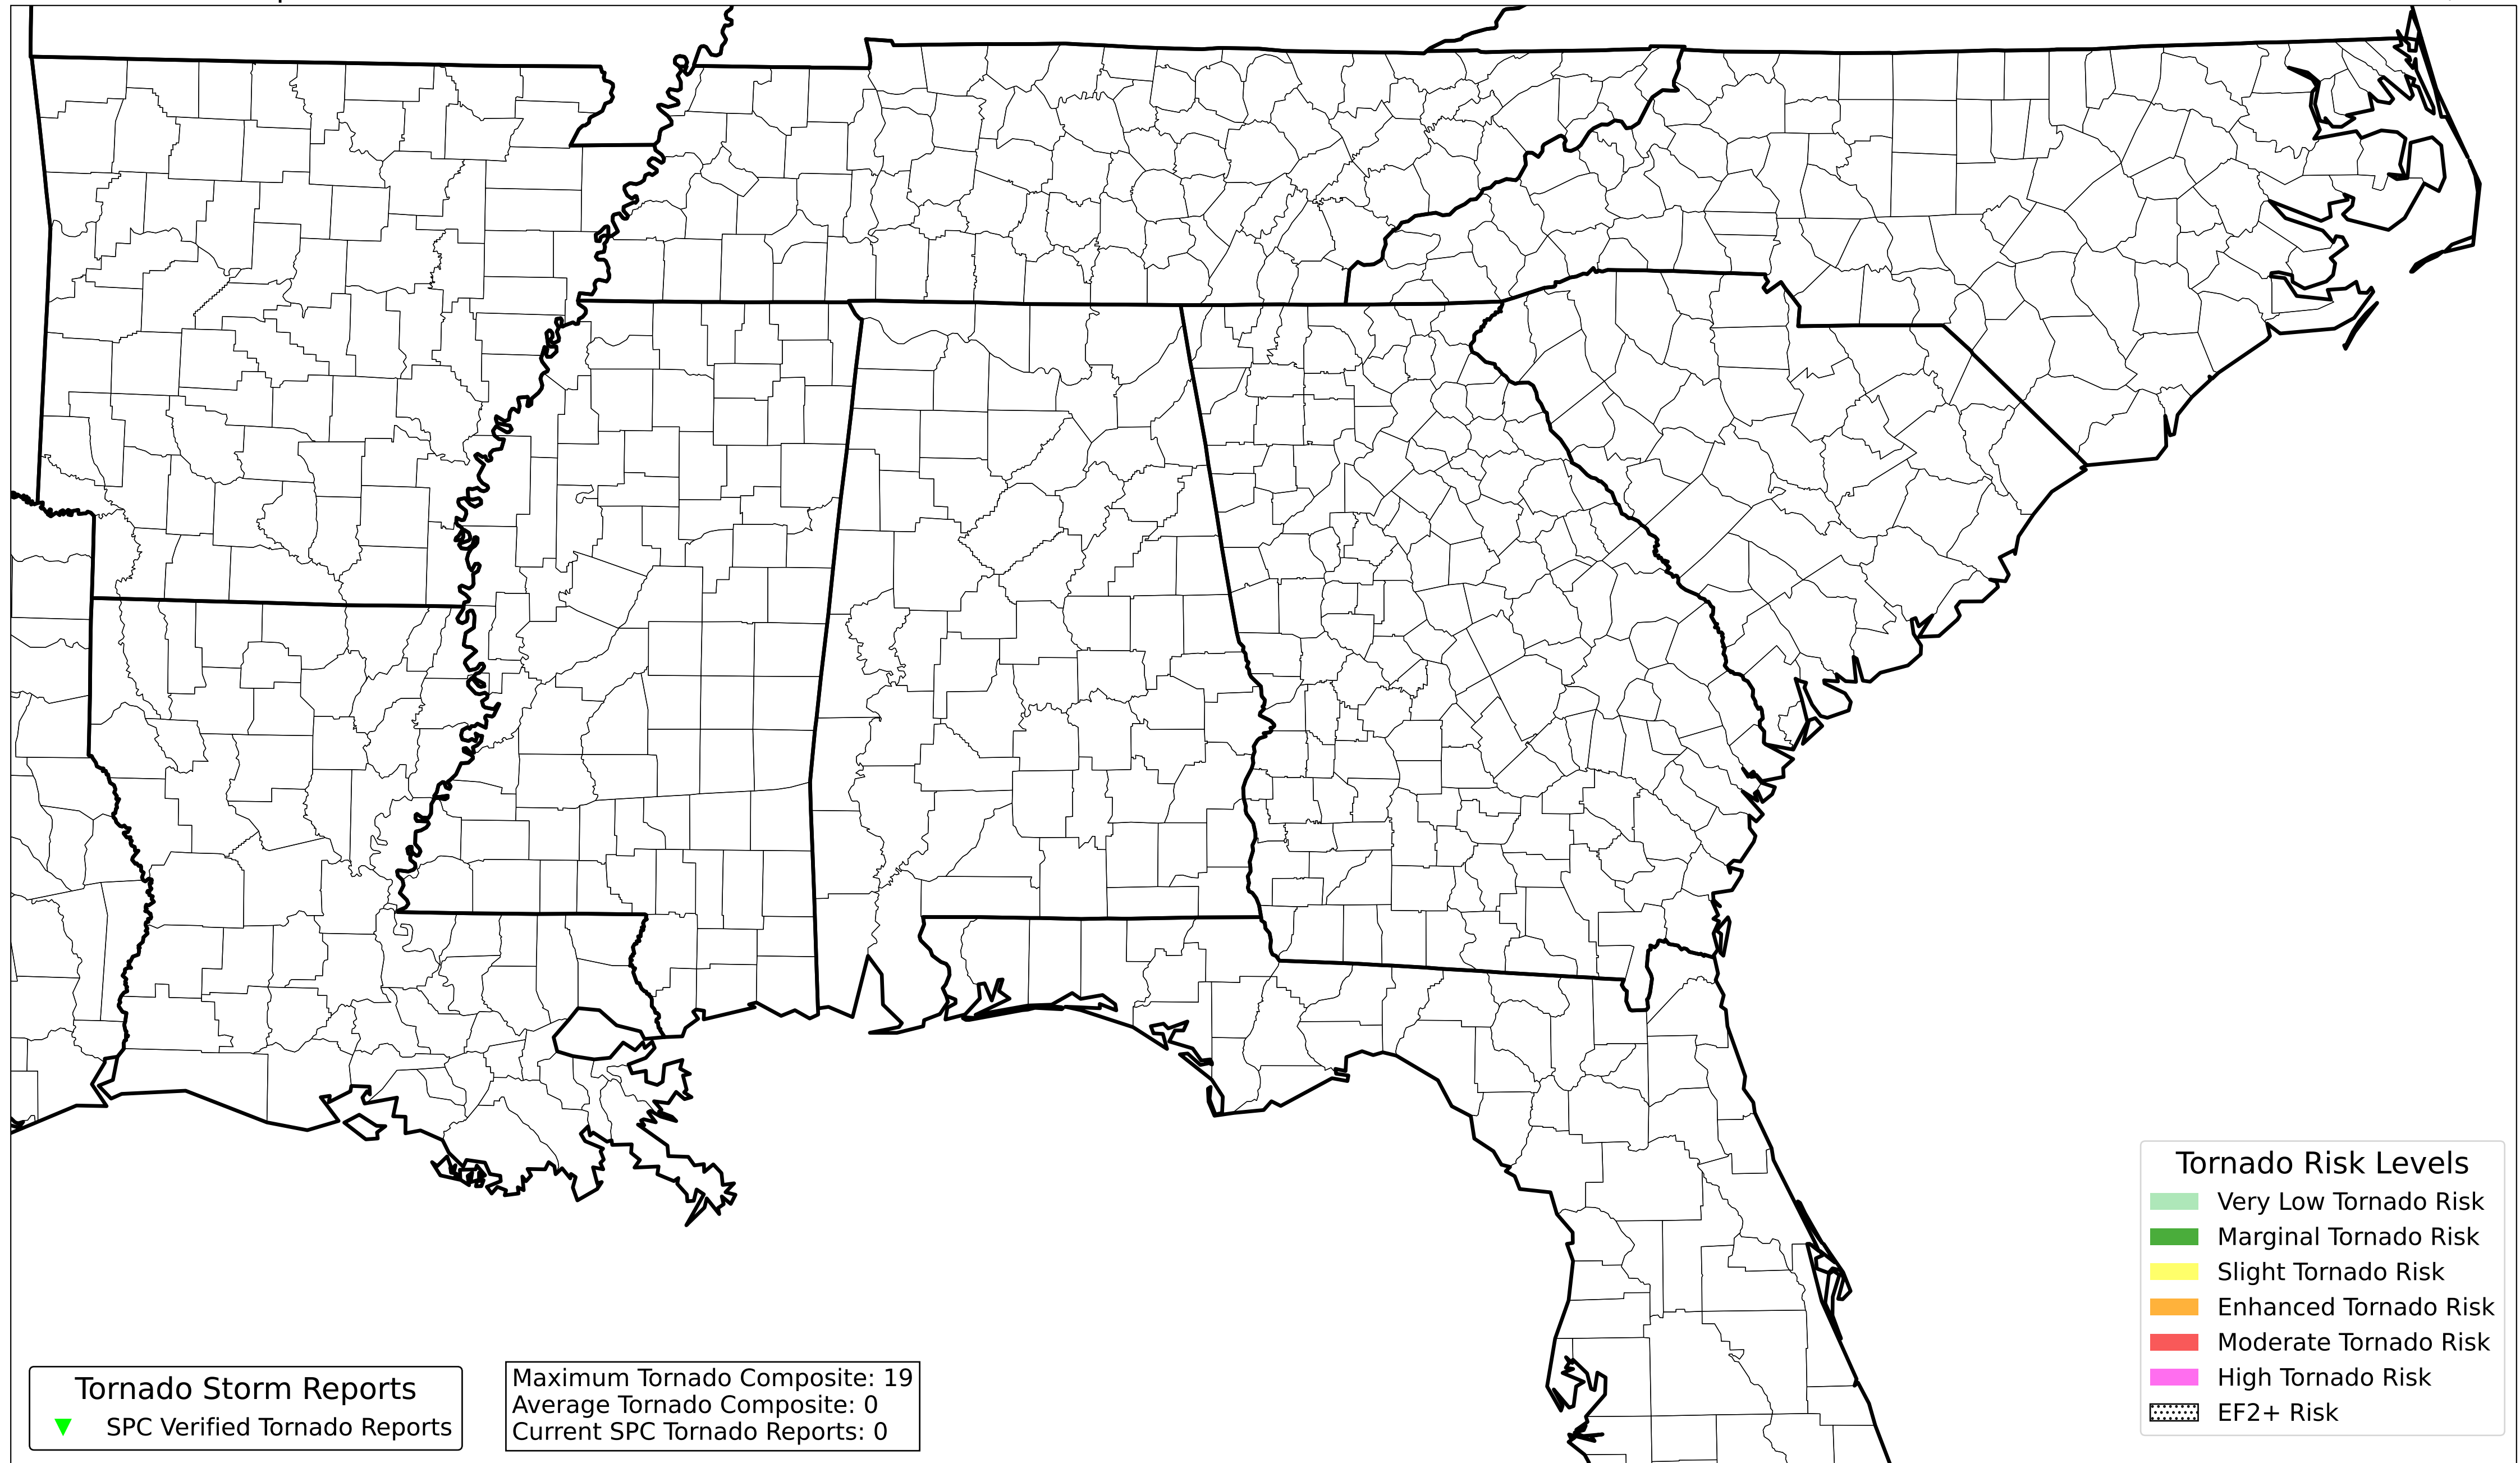 Tornado Risk Levels
Very Low Tornado Risk
Marginal Tornado Risk
Slight Tornado Risk
Enhanced Tornado Risk
Moderate Tornado Risk
High Tornado Risk
EF2+ Risk
Tornado Storm Reports
SPC Verified Tornado Reports
Maximum Tornado Composite: 19
Average Tornado Composite: 0
Current SPC Tornado Reports: 0